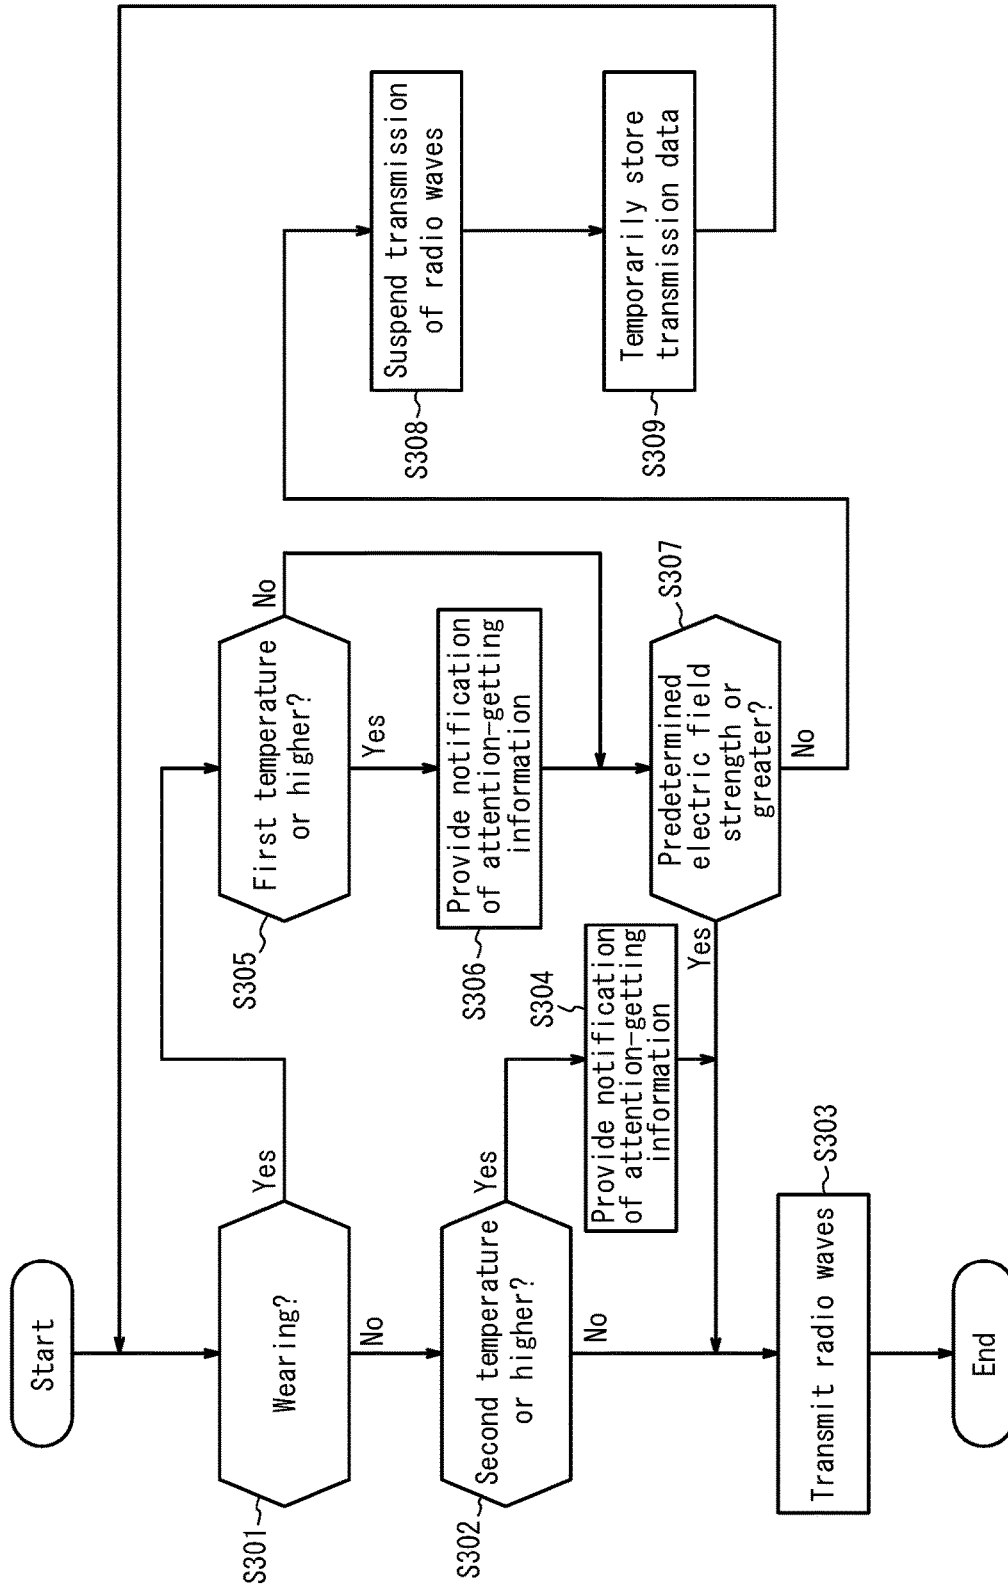 Start
Wearing?
S301
Yes
No
Second temperature
or higher?
S302
Yes
No
Provide notification
of attention-getting
information
S304
Transmit radio waves
S303
End
First temperature
or higher?
S305
No
Yes
Provide notification
of attention-getting
information
S306
Predetermined
electric field
strength or
greater?
S307
Yes
No
Suspend transmission
of radio waves
S308
Temporarily store
transmission data
S309